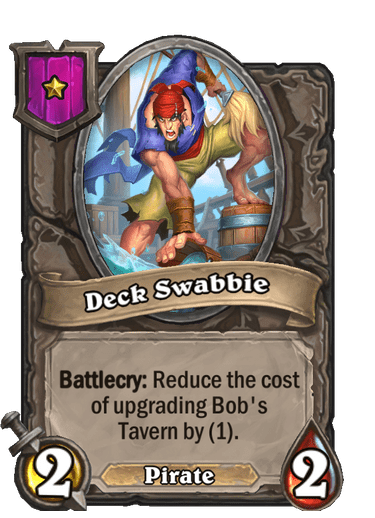 Deck Swabbie
Battlecry: Reduce the cost
of upgrading Bob's
Tavern by (1).
2
Pirate
2